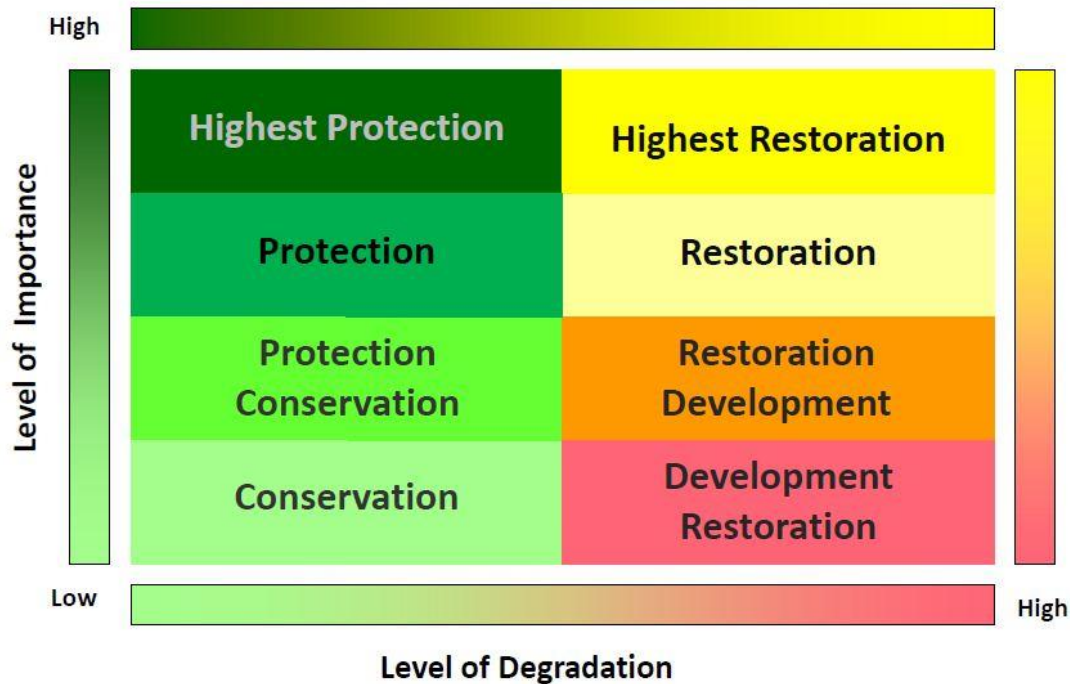 High
Highest Protection
Highest Restoration
Protection
Restoration
Level of Importance
Protection
Conservation
Restoration
Development
Conservation
Development
Restoration
Low
High
Level of Degradation